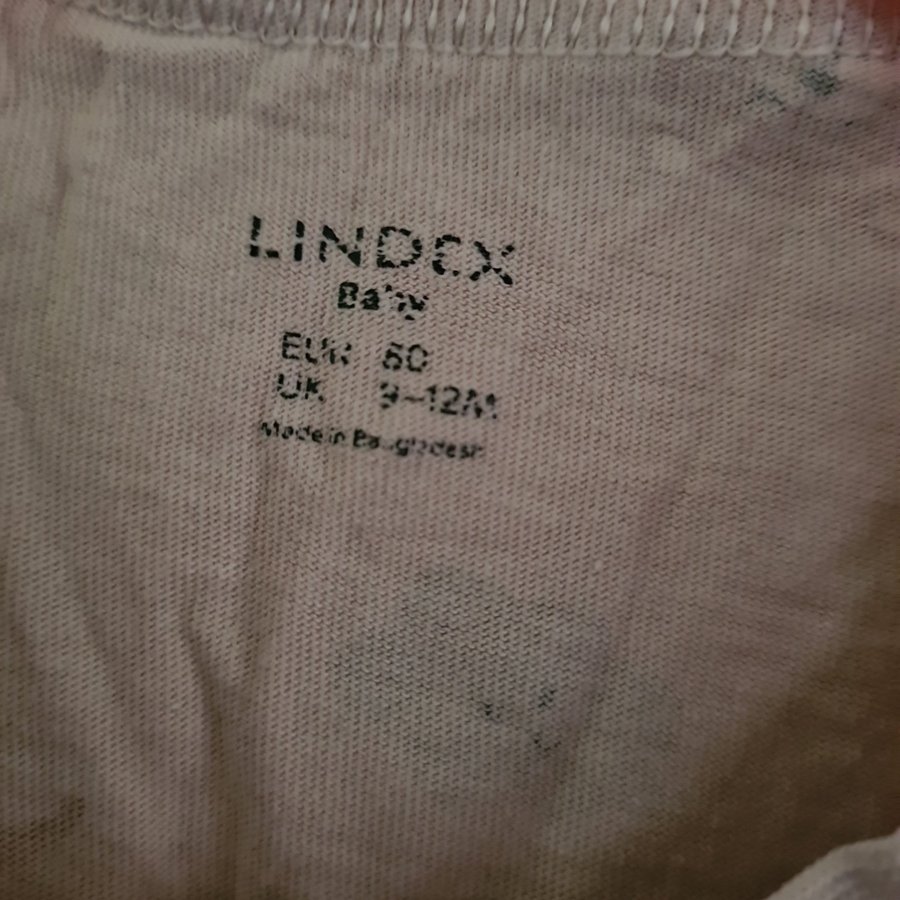 LINDEX
Baby
EUR 80
UK 9-12M
Made in Bangladesh